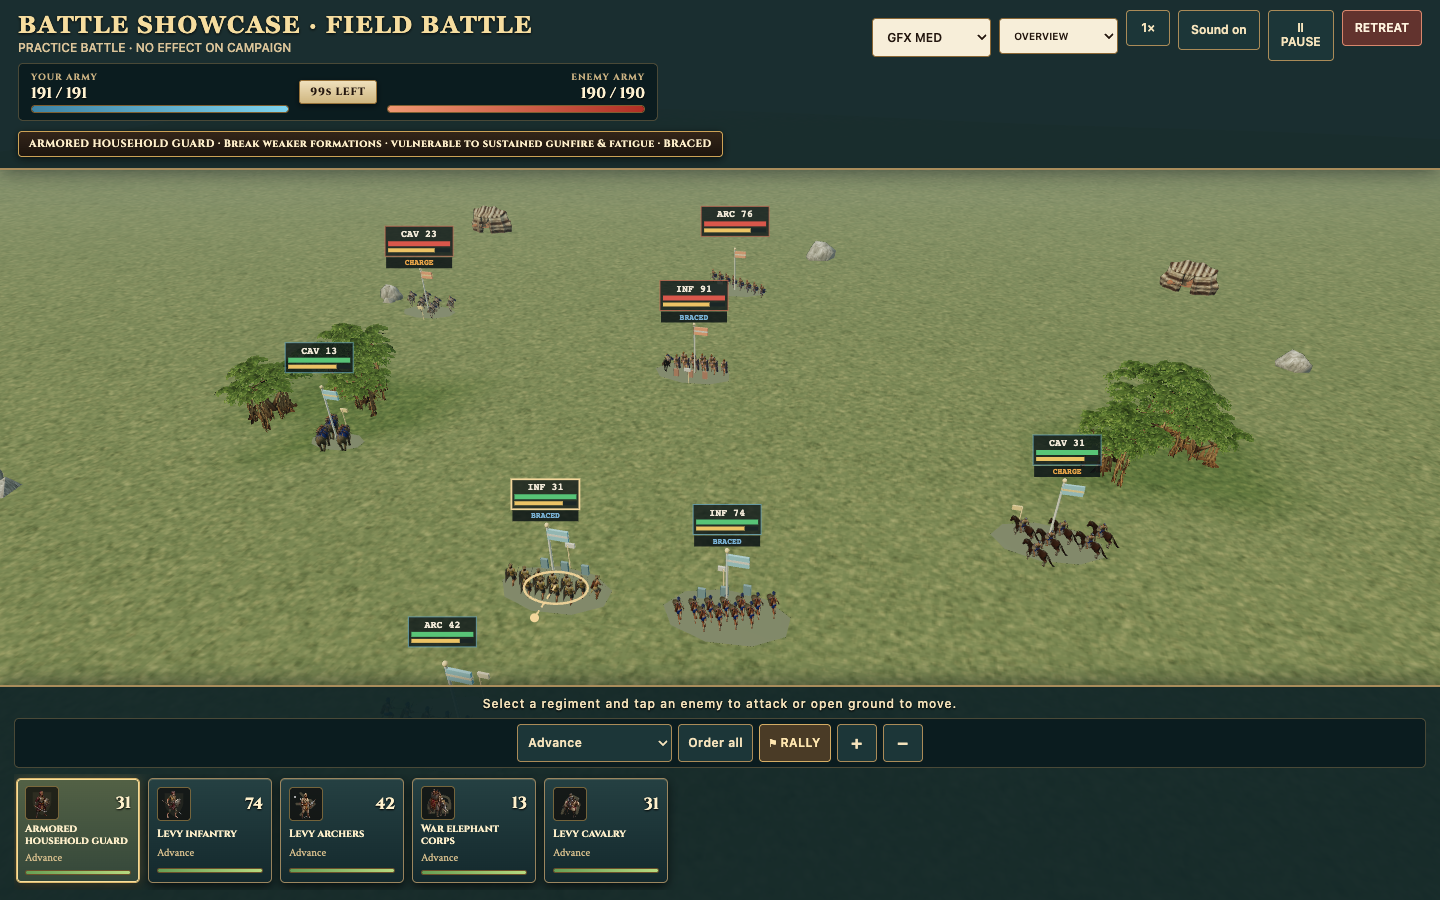 BATTLE SHOWCASE · FIELD BATTLE
PRACTICE BATTLE · NO EFFECT ON CAMPAIGN
GFX MED
OVERVIEW
1×
Sound on
II PAUSE
RETREAT
YOUR ARMY
191 / 191
99s LEFT
ENEMY ARMY
190 / 190
ARMORED HOUSEHOLD GUARD · BREAK WEAKER FORMATIONS · VULNERABLE TO SUSTAINED GUNFIRE & FATIGUE · BRACED
ARC 76
CAV 23
CHARGE
INF 91
BRACED
CAV 13
CAV 31
CHARGE
INF 31
BRACED
INF 74
BRACED
ARC 42
Select a regiment and tap an enemy to attack or open ground to move.
Advance
Order all
⚑ RALLY
+
−
31
ARMORED
HOUSEHOLD GUARD
Advance
74
LEVY INFANTRY
Advance
42
LEVY ARCHERS
Advance
13
WAR ELEPHANT
CORPS
Advance
31
LEVY CAVALRY
Advance